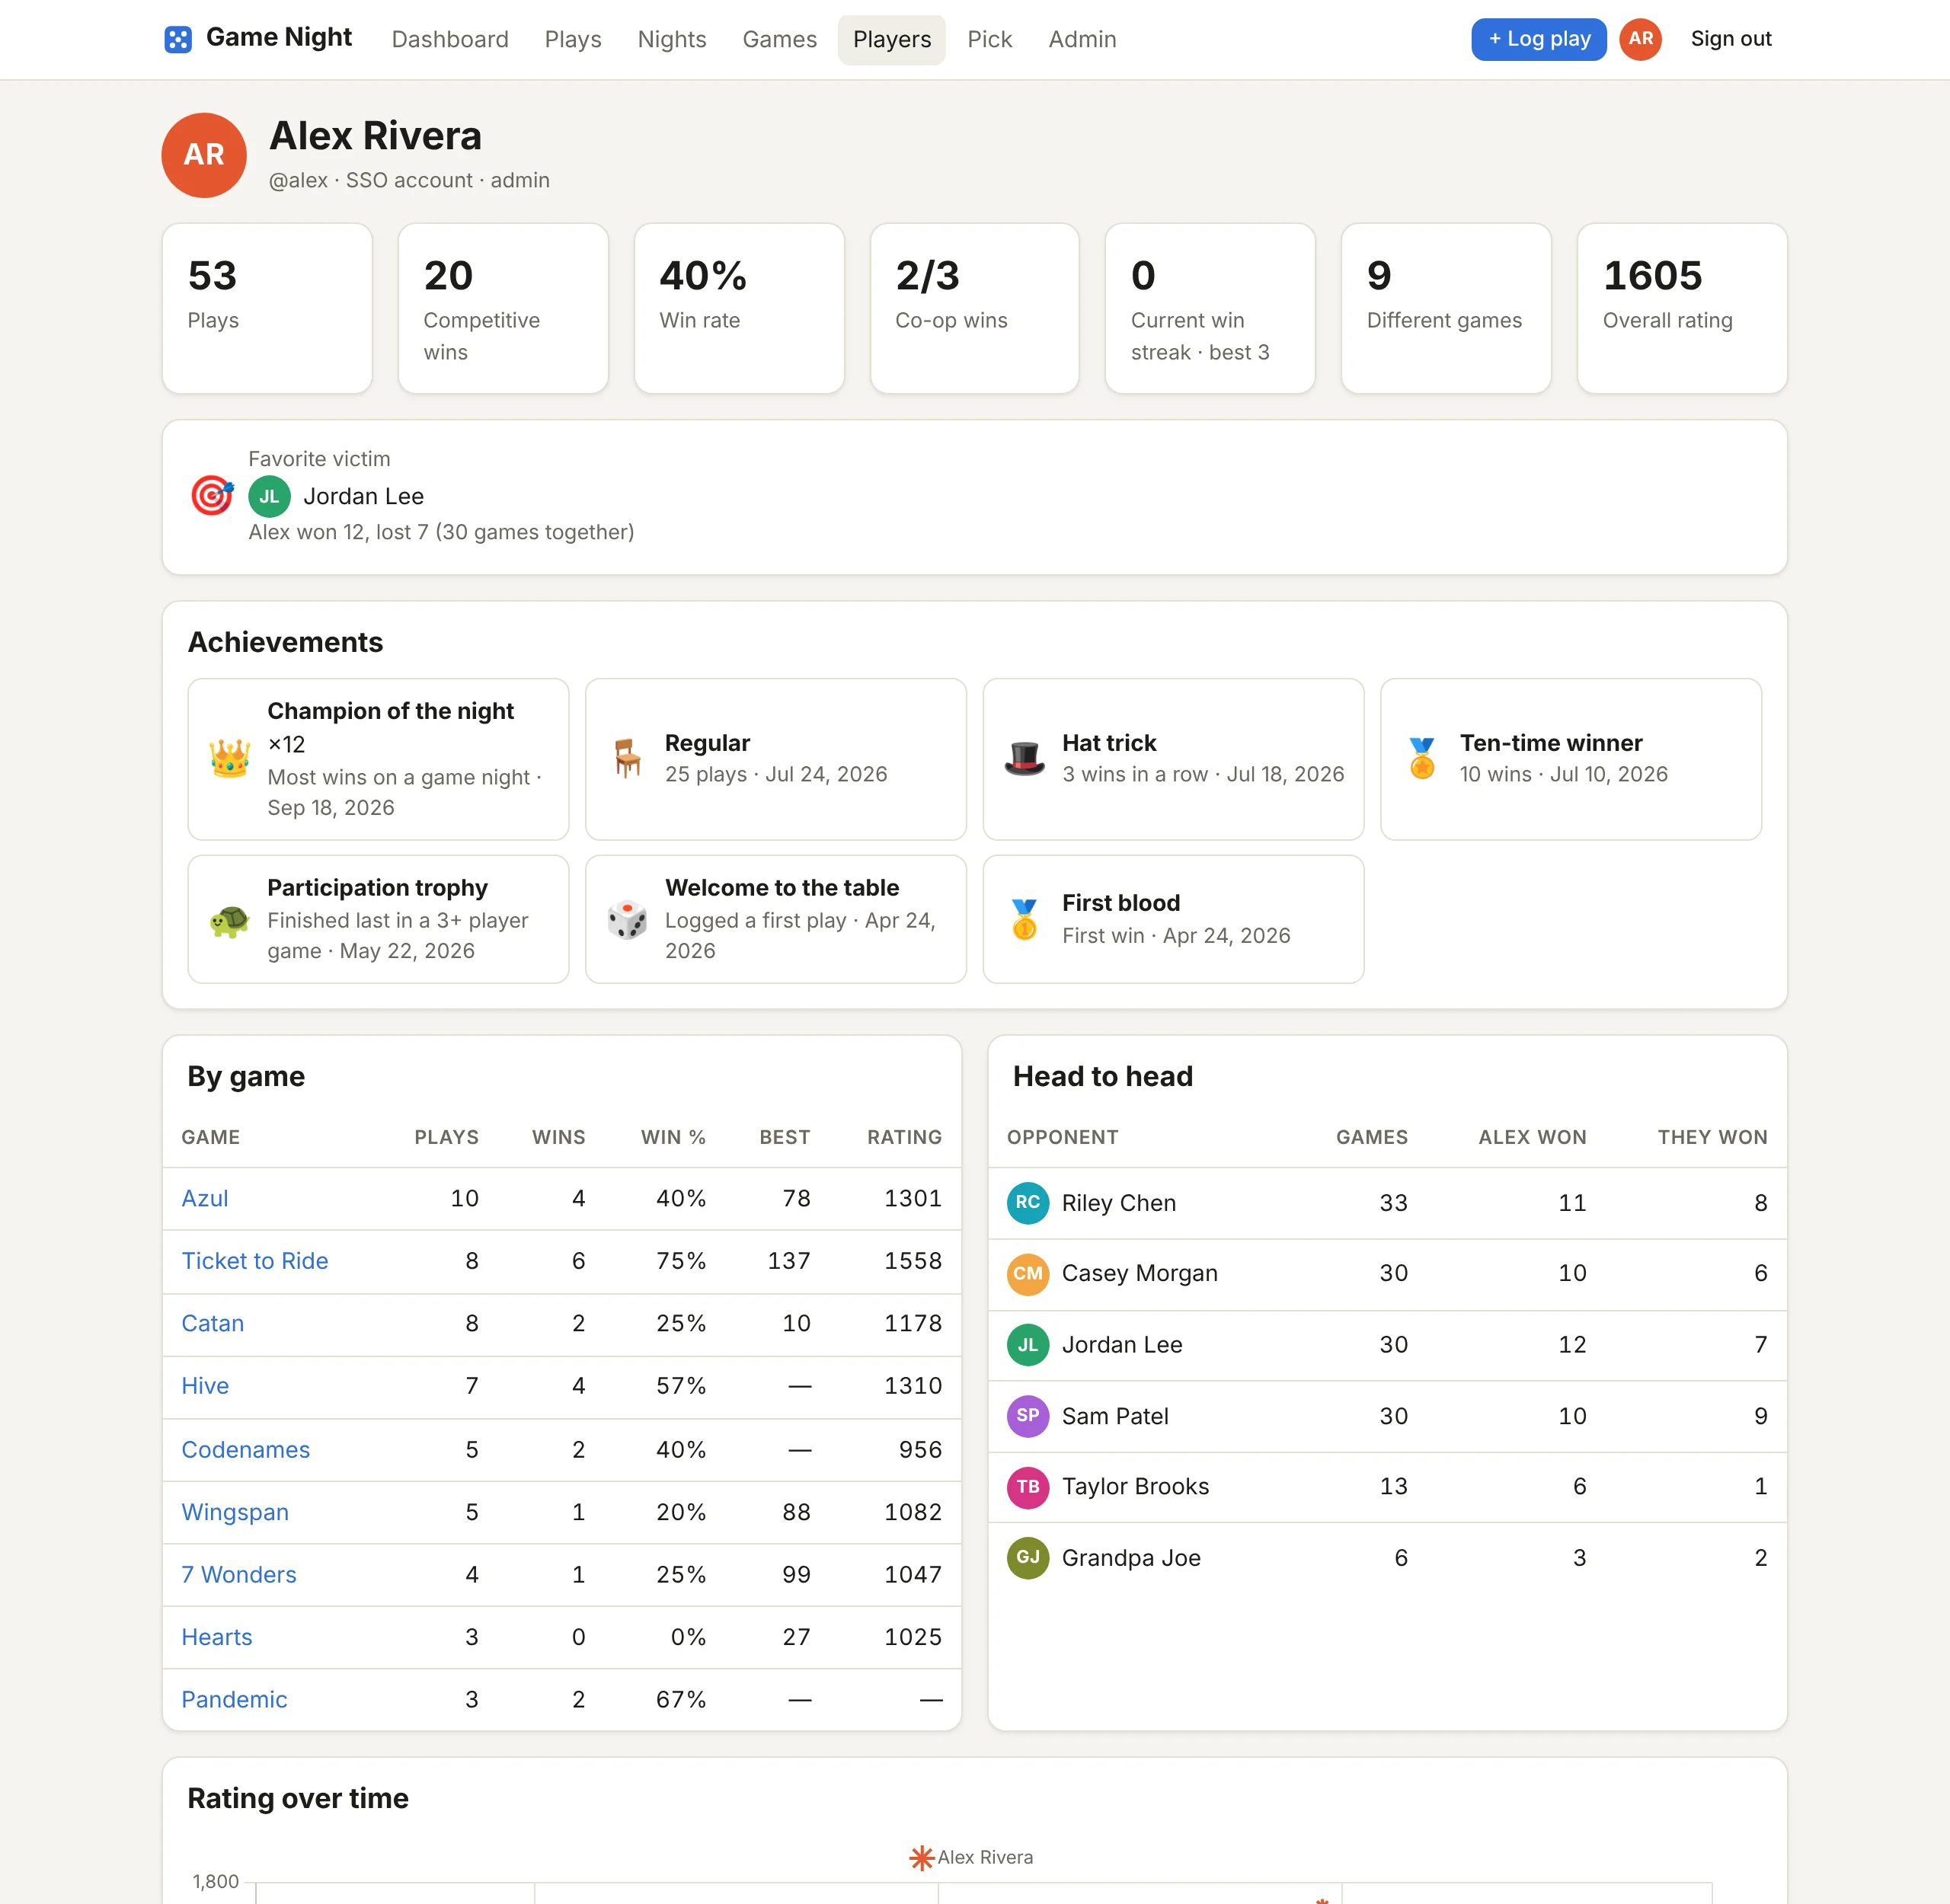 Game Night Dashboard Plays Nights Games Players Pick Admin + Log play AR Sign out
AR
Alex Rivera
@alex · SSO account · admin
53
Plays
20
Competitive
wins
40%
Win rate
2/3
Co-op wins
0
Current win
streak · best 3
9
Different games
1605
Overall rating
Favorite victim
JL Jordan Lee
Alex won 12, lost 7 (30 games together)
Achievements
Champion of the night
×12
Most wins on a game night ·
Sep 18, 2026
Regular
25 plays · Jul 24, 2026
Hat trick
3 wins in a row · Jul 18, 2026
Ten-time winner
10 wins · Jul 10, 2026
Participation trophy
Finished last in a 3+ player
game · May 22, 2026
Welcome to the table
Logged a first play · Apr 24,
2026
First blood
First win · Apr 24, 2026
By game
GAME PLAYS WINS WIN % BEST RATING
Azul 10 4 40% 78 1301
Ticket to Ride 8 6 75% 137 1558
Catan 8 2 25% 10 1178
Hive 7 4 57% — 1310
Codenames 5 2 40% — 956
Wingspan 5 1 20% 88 1082
7 Wonders 4 1 25% 99 1047
Hearts 3 0 0% 27 1025
Pandemic 3 2 67% — —
Head to head
OPPONENT GAMES ALEX WON THEY WON
RC Riley Chen 33 11 8
CM Casey Morgan 30 10 6
JL Jordan Lee 30 12 7
SP Sam Patel 30 10 9
TB Taylor Brooks 13 6 1
GJ Grandpa Joe 6 3 2
Rating over time
Alex Rivera
1,800